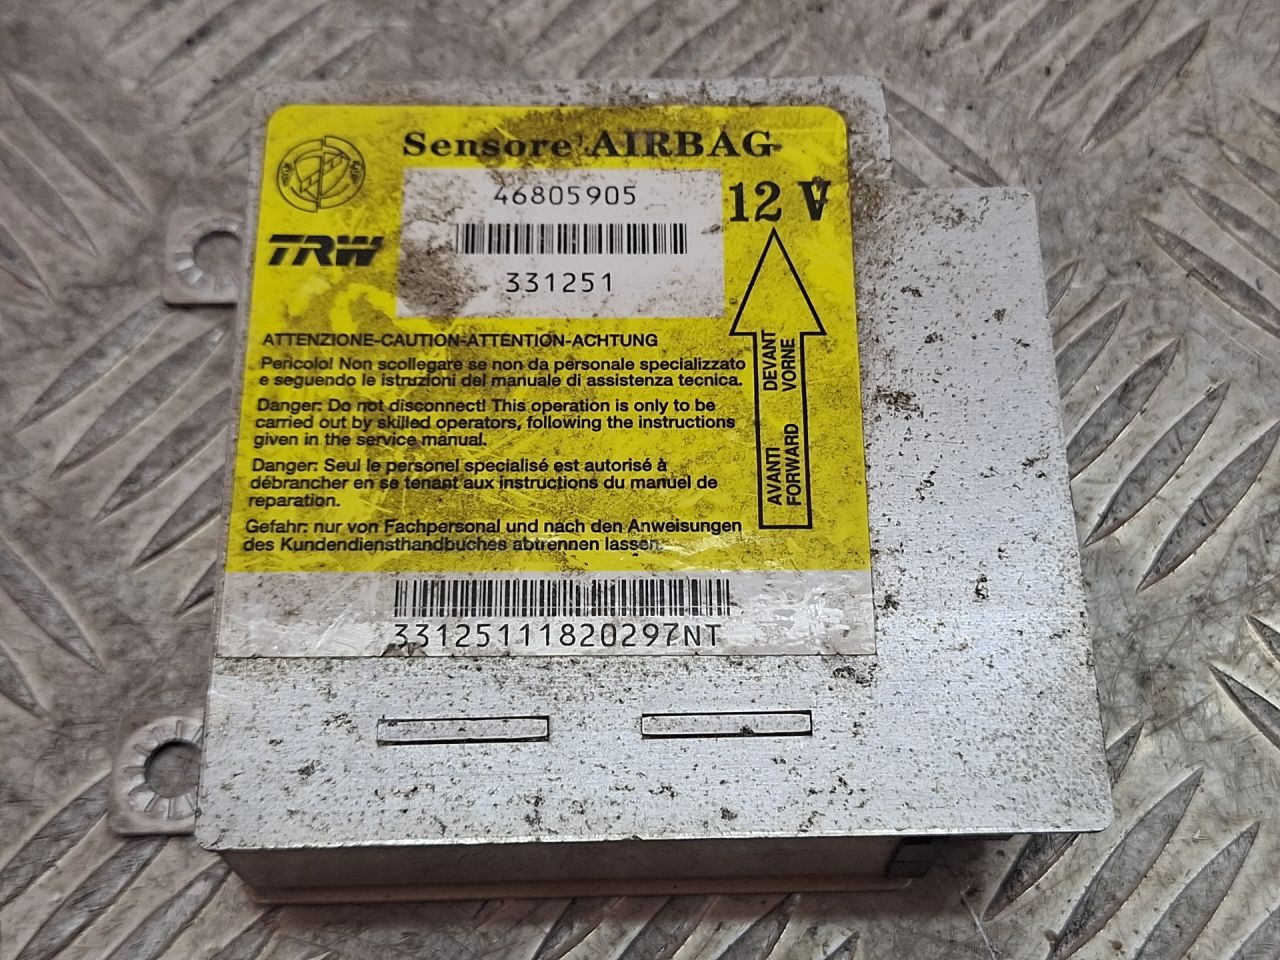 Sensore AIRBAG
46805905
12 V
TRW
331251
ATTENZIONE-CAUTION-ATTENTION-ACHTUNG
Pericolo! Non scollegare se non da personale specializzato
e seguendo le istruzioni del manuale di assistenza tecnica.
Danger: Do not disconnect! This operation is only to be
carried out by skilled operators, following the instructions
given in the service manual.
Danger: Seul le personel specialisé est autorisé à
débrancher en se tenant aux instructions du manuel de
reparation.
Gefahr: nur von Fachpersonal und nach den Anweisungen
des Kundendiensthandbuches abtrennen lassen.
AVANTI DEVANT
FORWARD VORNE
33125111820297NT